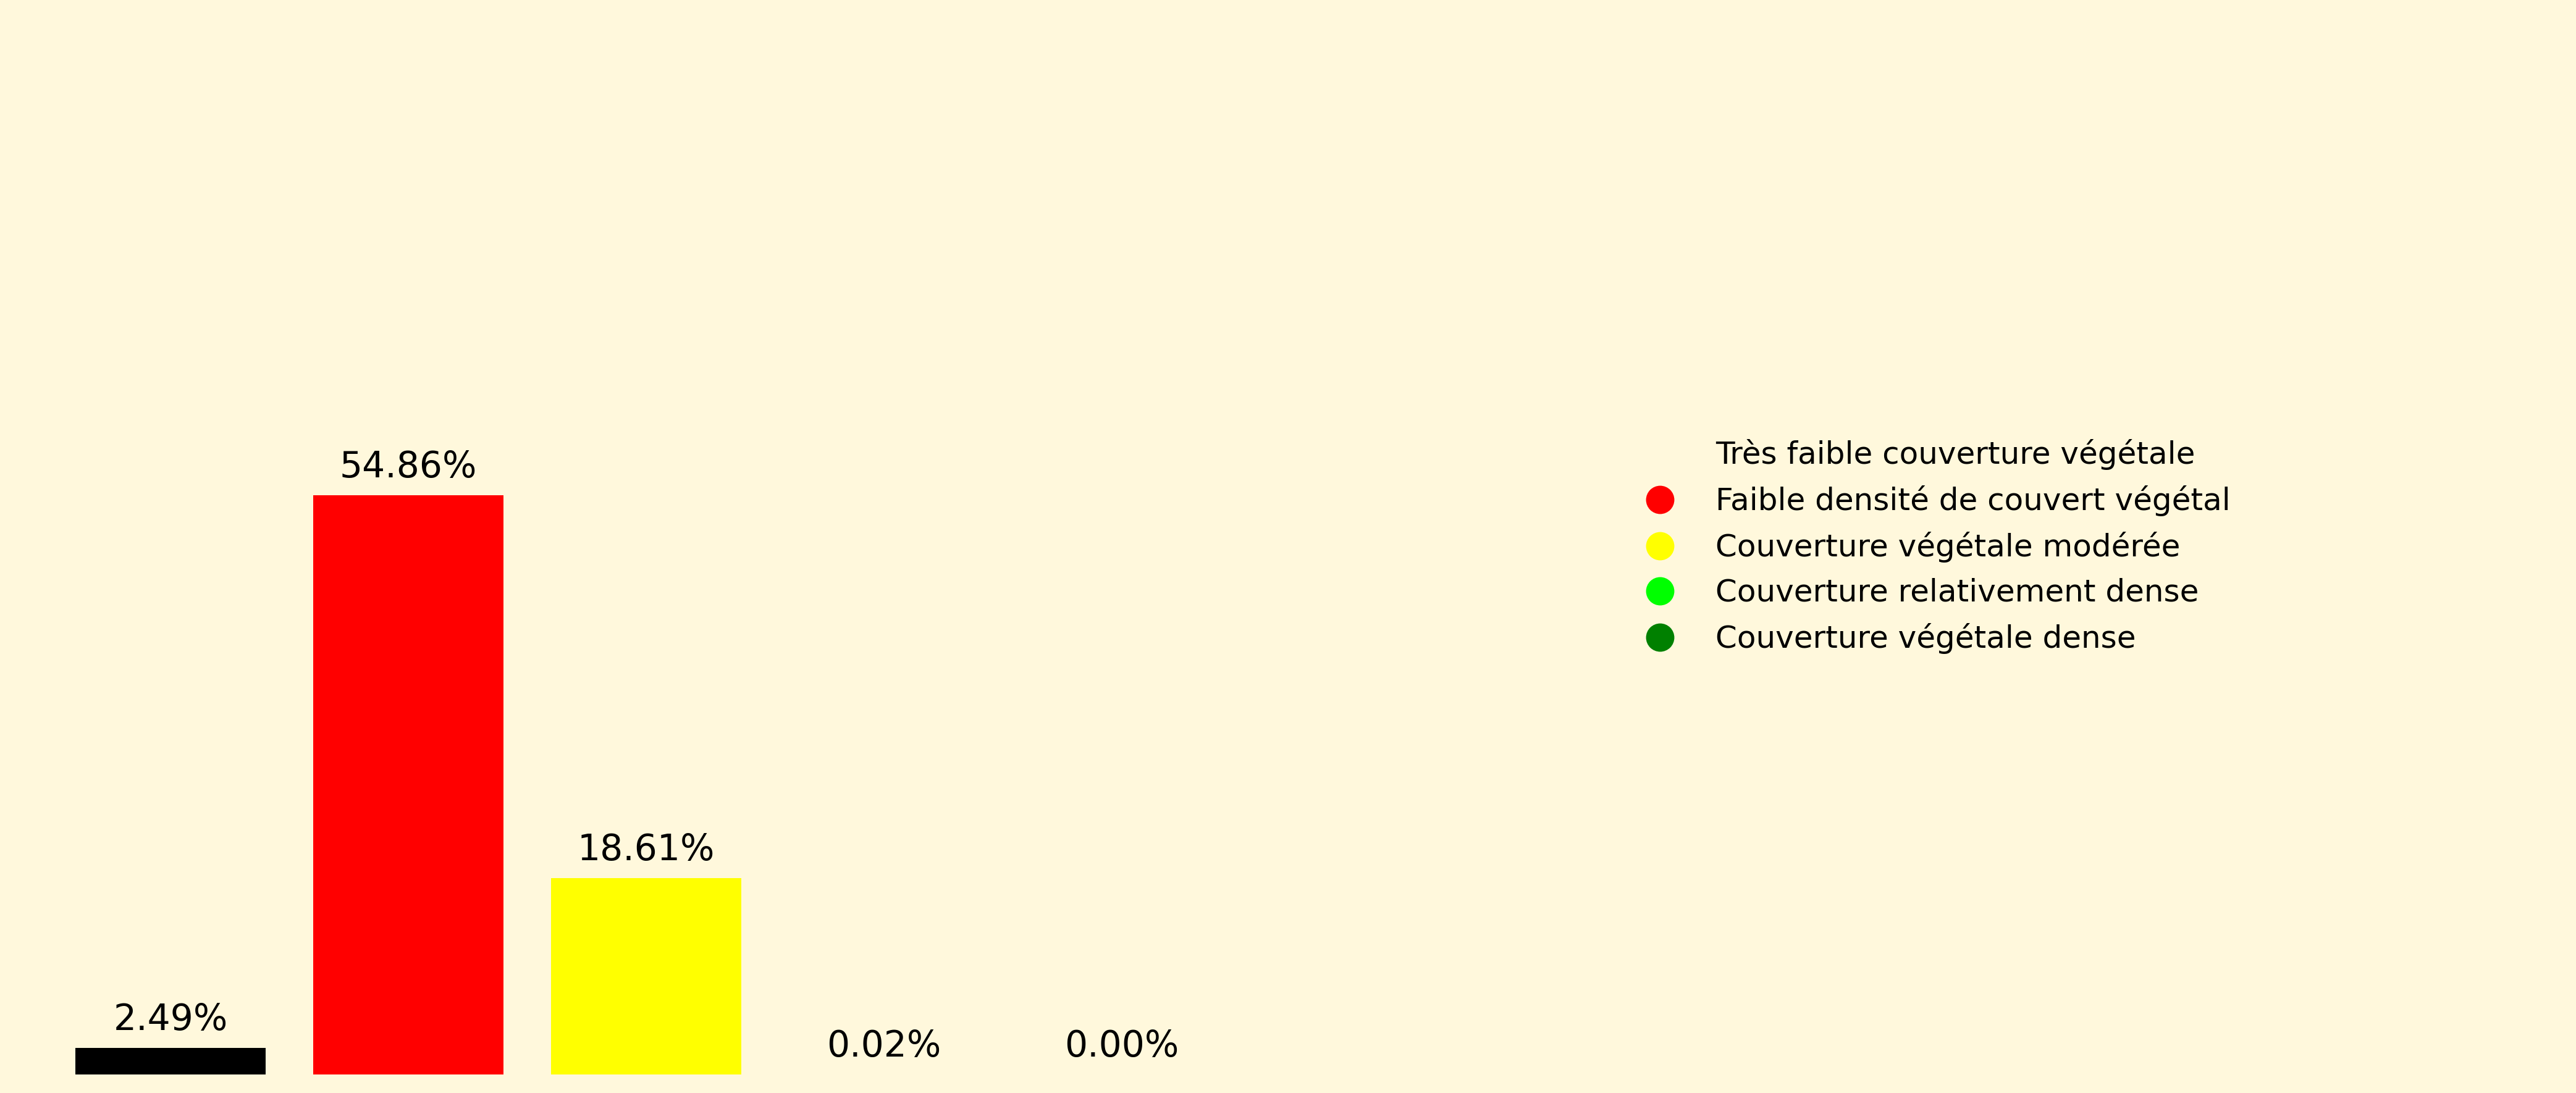 54.86%
18.61%
2.49%
0.02%
0.00%
Très faible couverture végétale
Faible densité de couvert végétal
Couverture végétale modérée
Couverture relativement dense
Couverture végétale dense